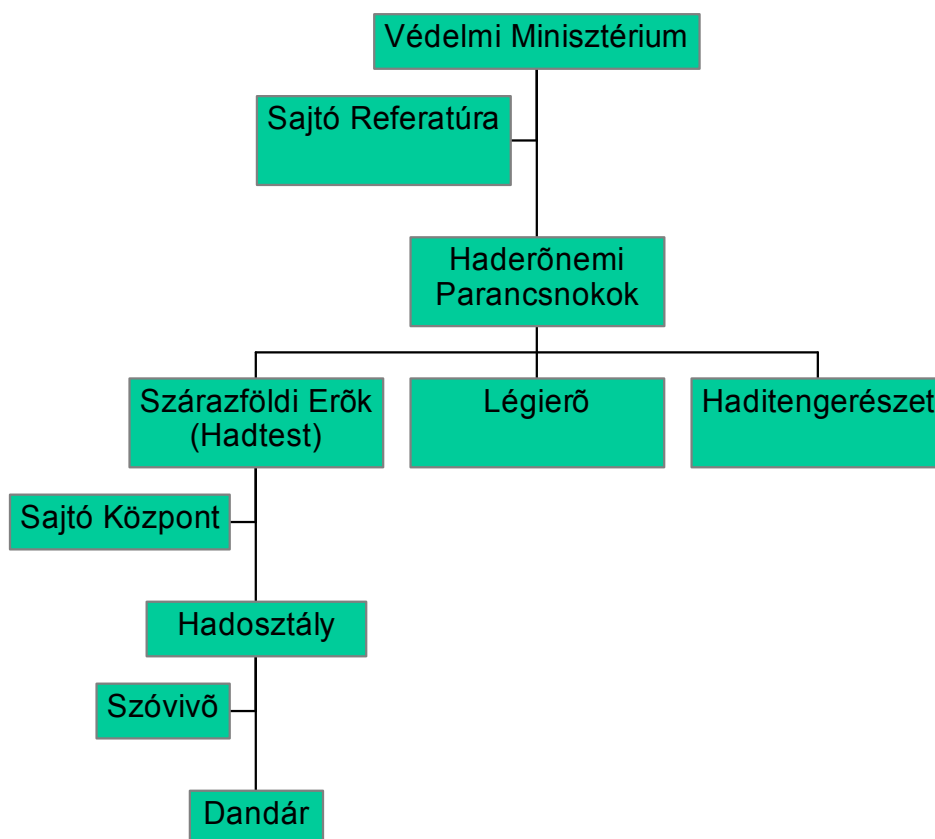 Védelmi Minisztérium
Sajtó Referatúra
Haderõnemi
Parancsnokok
Szárazföldi Erõk
(Hadtest)
Légierõ
Haditengerészet
Sajtó Központ
Hadosztály
Szóvivõ
Dandár